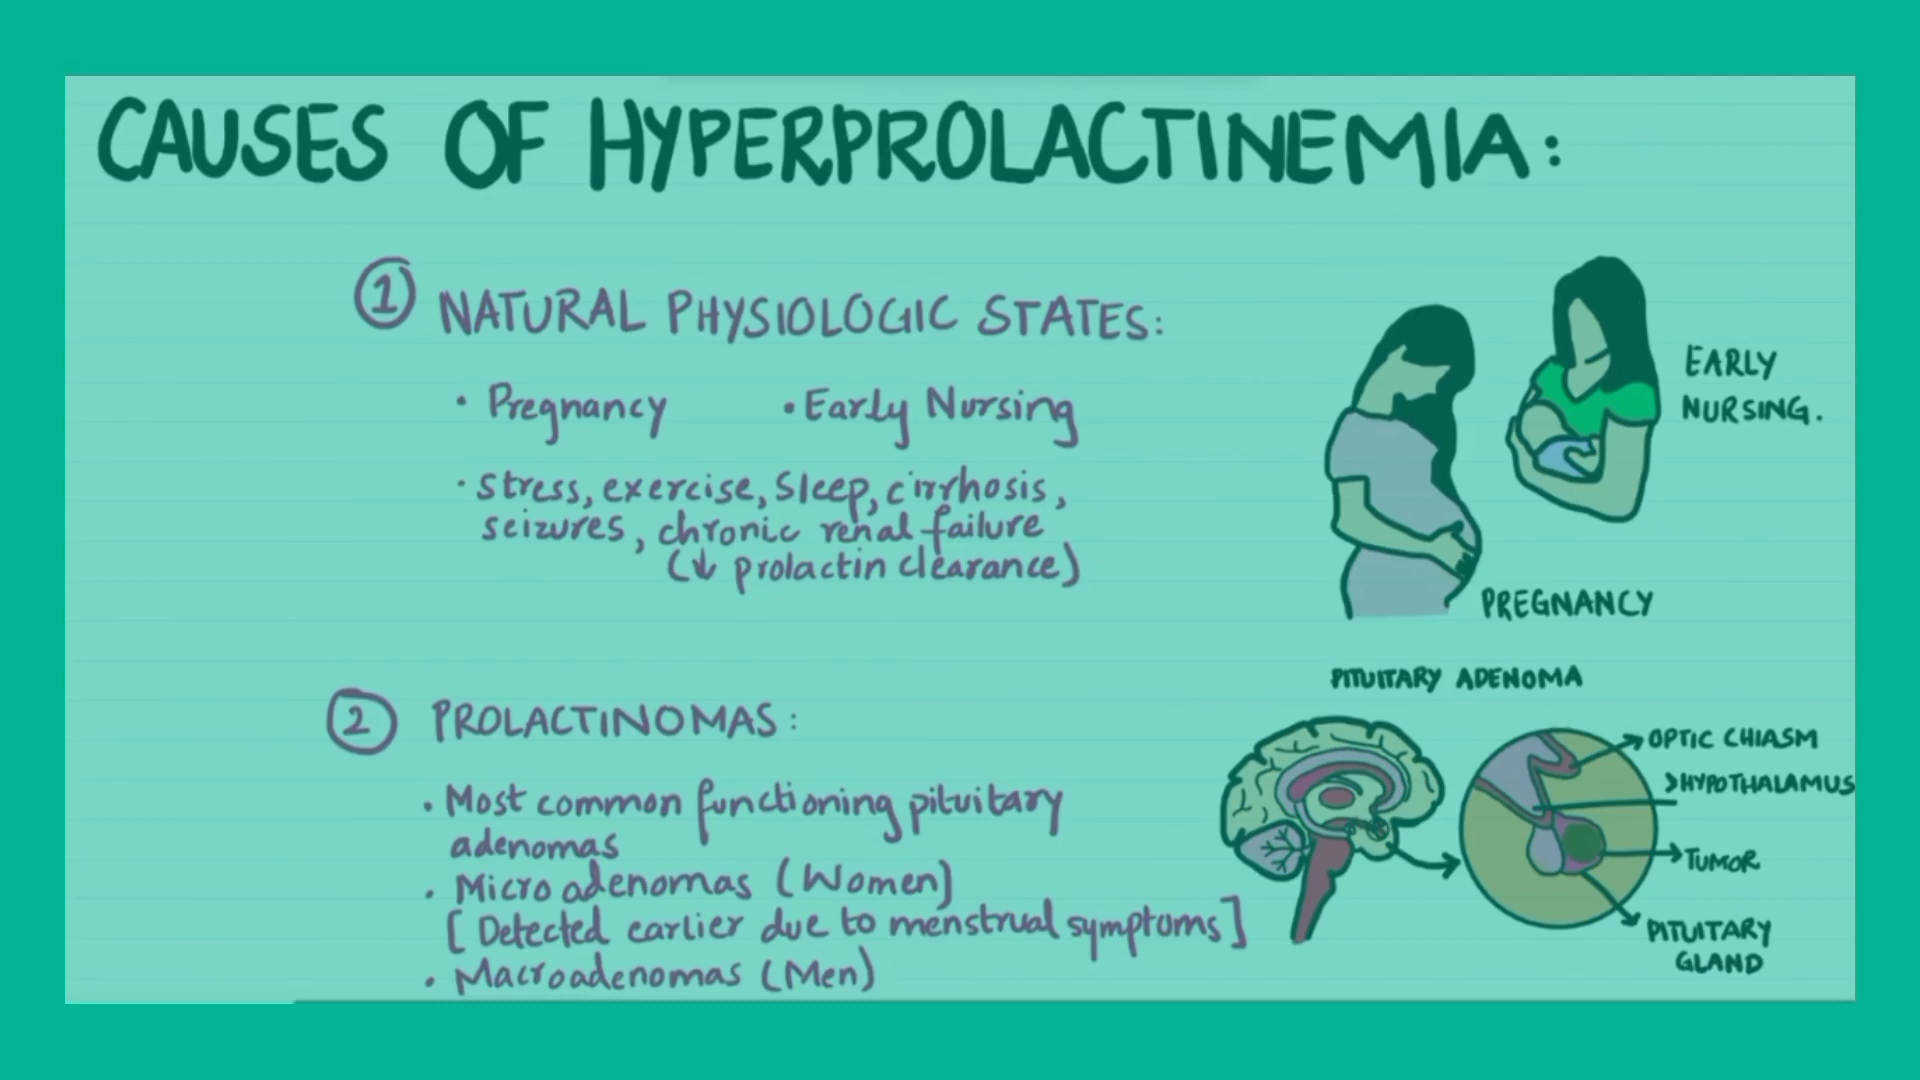 CAUSES OF HYPERPROLACTINEMIA:
1 NATURAL PHYSIOLOGIC STATES:
• Pregnancy • Early Nursing
• Stress, exercise, Sleep, cirrhosis,
seizures, chronic renal failure
(↓ prolactin clearance)
EARLY
NURSING.
PREGNANCY
2 PROLACTINOMAS:
• Most common functioning pituitary
adenomas
• Micro adenomas (Women)
[Detected earlier due to menstrual symptoms]
• Macroadenomas (Men)
PITUITARY ADENOMA
OPTIC CHIASM
HYPOTHALAMUS
TUMOR
PITUITARY
GLAND